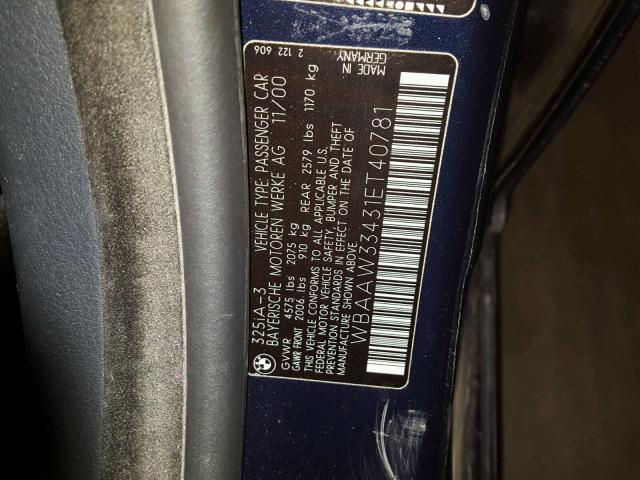 325iA-3 VEHICLE TYPE: PASSENGER CAR
BAYERISCHE MOTOREN WERKE AG 11/00
GVWR 4575 lbs 2075 kg
GAWR FRONT 2006 lbs 910 kg REAR 2579 lbs 1170 kg
THIS VEHICLE CONFORMS TO ALL APPLICABLE U.S.
FEDERAL MOTOR VEHICLE SAFETY, BUMPER AND THEFT
PREVENTION STANDARDS IN EFFECT ON THE DATE OF
MANUFACTURE SHOWN ABOVE.
WBAAW33431ET40781
2 122 606
MADE IN
GERMANY